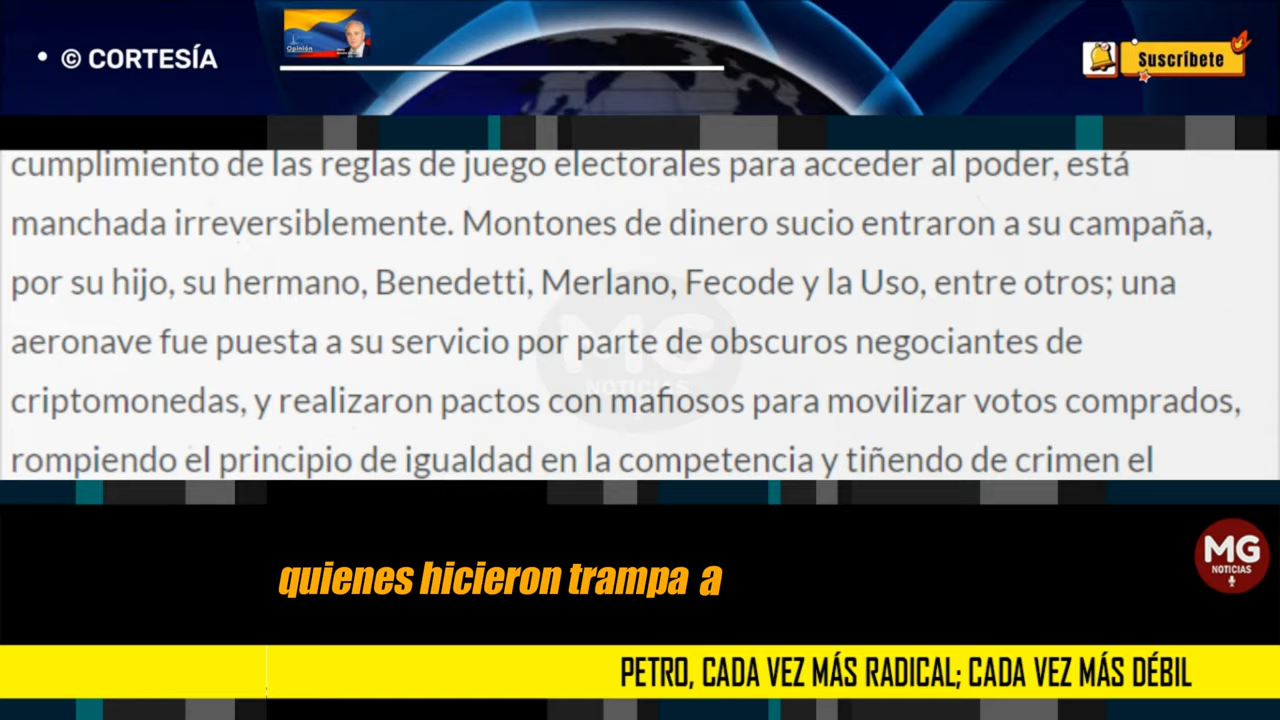 • © CORTESÍA
Opinión
Suscríbete
cumplimiento de las reglas de juego electorales para acceder al poder, está
manchada irreversiblemente. Montones de dinero sucio entraron a su campaña,
por su hijo, su hermano, Benedetti, Merlano, Fecode y la Uso, entre otros; una
aeronave fue puesta a su servicio por parte de obscuros negociantes de
criptomonedas, y realizaron pactos con mafiosos para movilizar votos comprados,
rompiendo el principio de igualdad en la competencia y tiñendo de crimen el
MG
NOTICIAS
quienes hicieron trampa a
MG
NOTICIAS
PETRO, CADA VEZ MÁS RADICAL; CADA VEZ MÁS DÉBIL